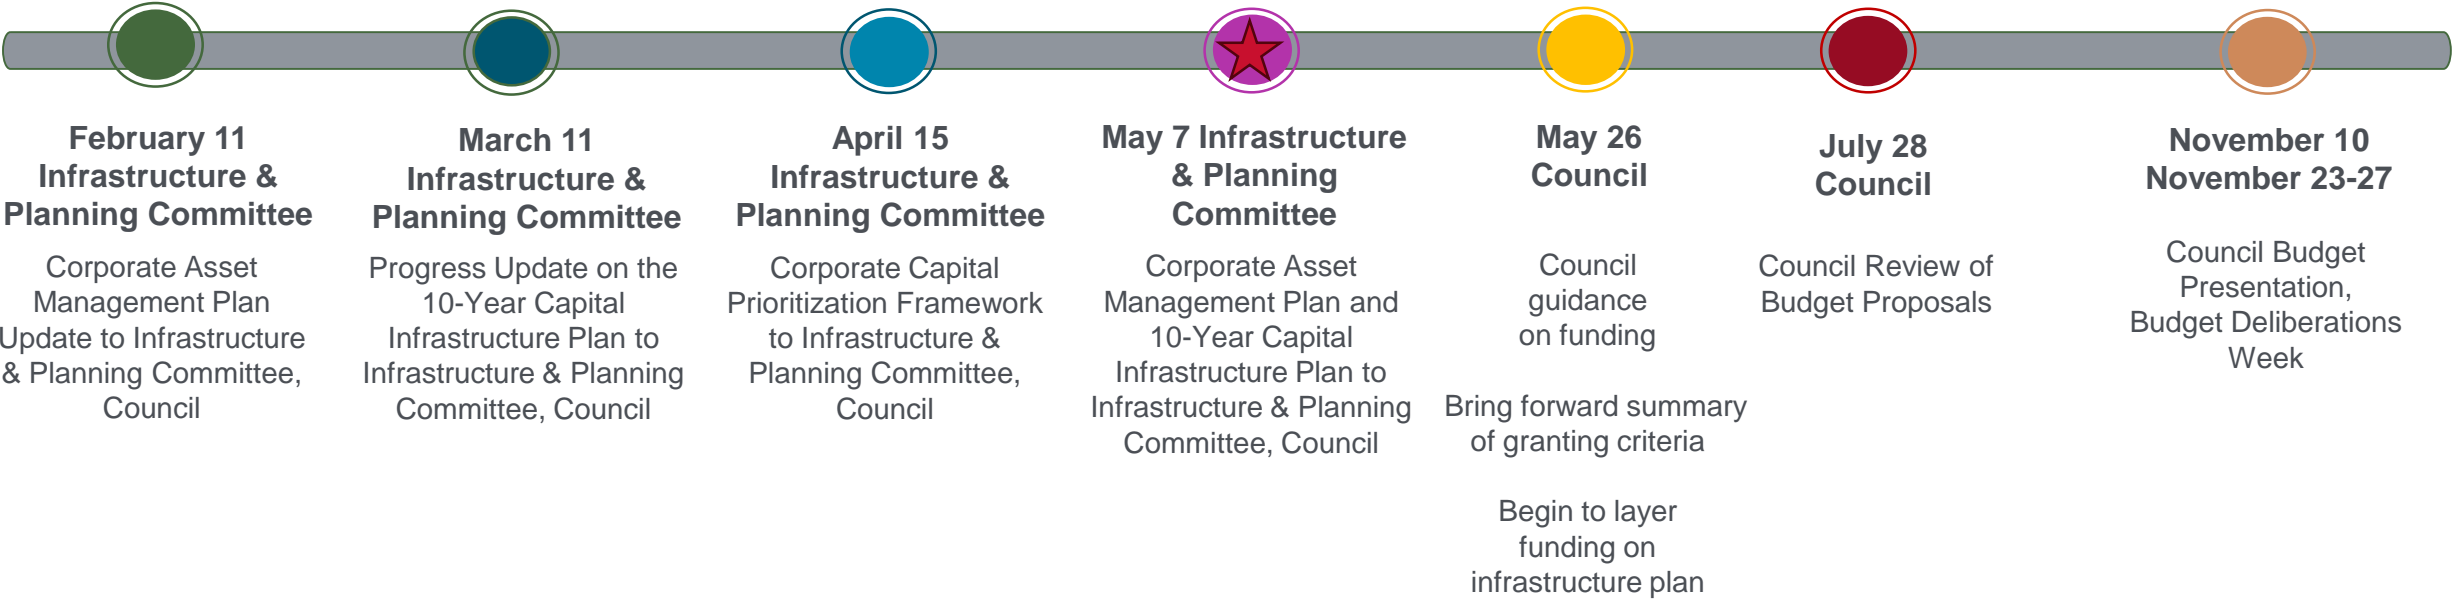 February 11
Infrastructure &
Planning Committee
Corporate Asset
Management Plan
Update to Infrastructure
& Planning Committee,
Council
March 11
Infrastructure &
Planning Committee
Progress Update on the
10-Year Capital
Infrastructure Plan to
Infrastructure & Planning
Committee, Council
April 15
Infrastructure &
Planning Committee
Corporate Capital
Prioritization Framework
to Infrastructure &
Planning Committee,
Council
May 7 Infrastructure
& Planning
Committee
Corporate Asset
Management Plan and
10-Year Capital
Infrastructure Plan to
Infrastructure & Planning
Committee, Council
May 26
Council
Council
guidance
on funding
Bring forward summary
of granting criteria
Begin to layer
funding on
infrastructure plan
July 28
Council
Council Review of
Budget Proposals
November 10
November 23-27
Council Budget
Presentation,
Budget Deliberations
Week